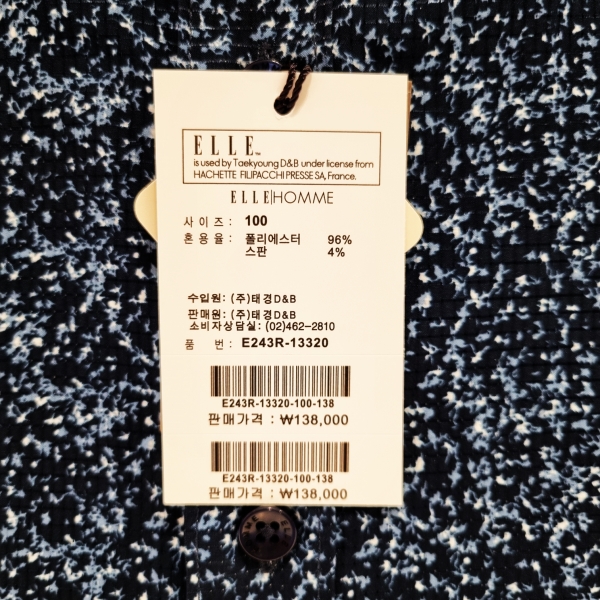 ELLE™
is used by Taekyoung D&B under license from
HACHETTE FILIPACCHI PRESSE SA, France.
ELLE|HOMME
사 이 즈 : 100
혼 용 율 : 폴리에스터 96%
스판 4%
수입원: (주)태경D&B
판매원: (주)태경D&B
소비자상담실: (02)462-2810
품 번 : E243R-13320
E243R-13320-100-138
판매가격 : ₩138,000
E243R-13320-100-138
판매가격 : ₩138,000